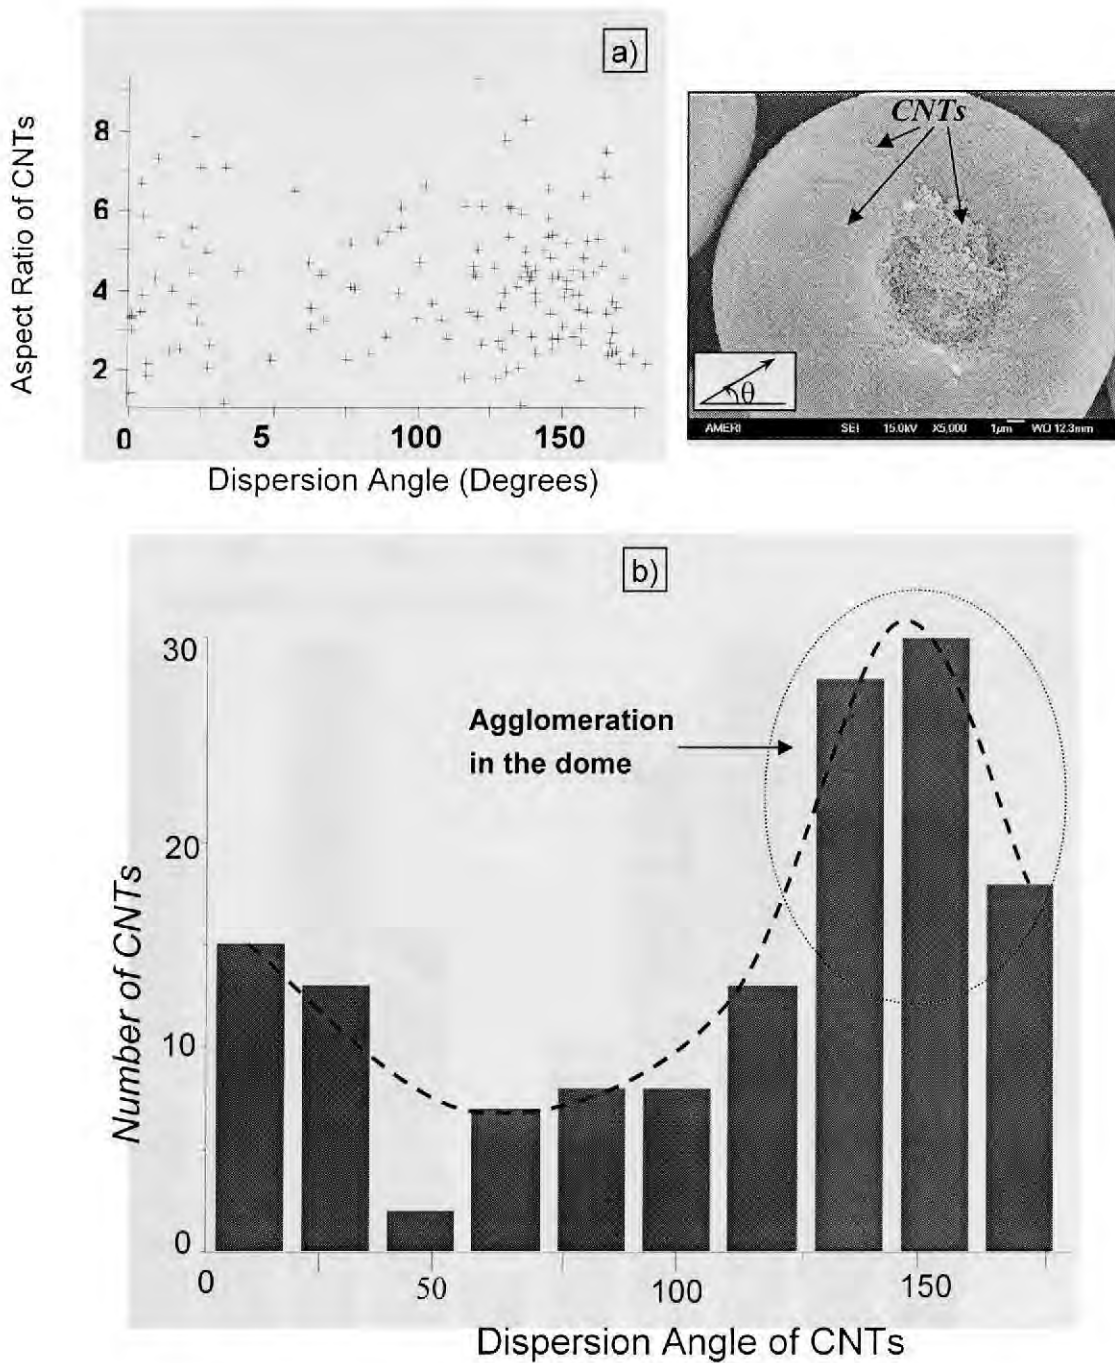 a)
Aspect Ratio of CNTs
8
6
4
2
0 5 100 150
Dispersion Angle (Degrees)
CNTs
θ
AMERI SEI 15.0kV X5,000 1µm WD 12.3mm
b)
30
20
10
0
Agglomeration
in the dome
Number of CNTs
0 50 100 150
Dispersion Angle of CNTs